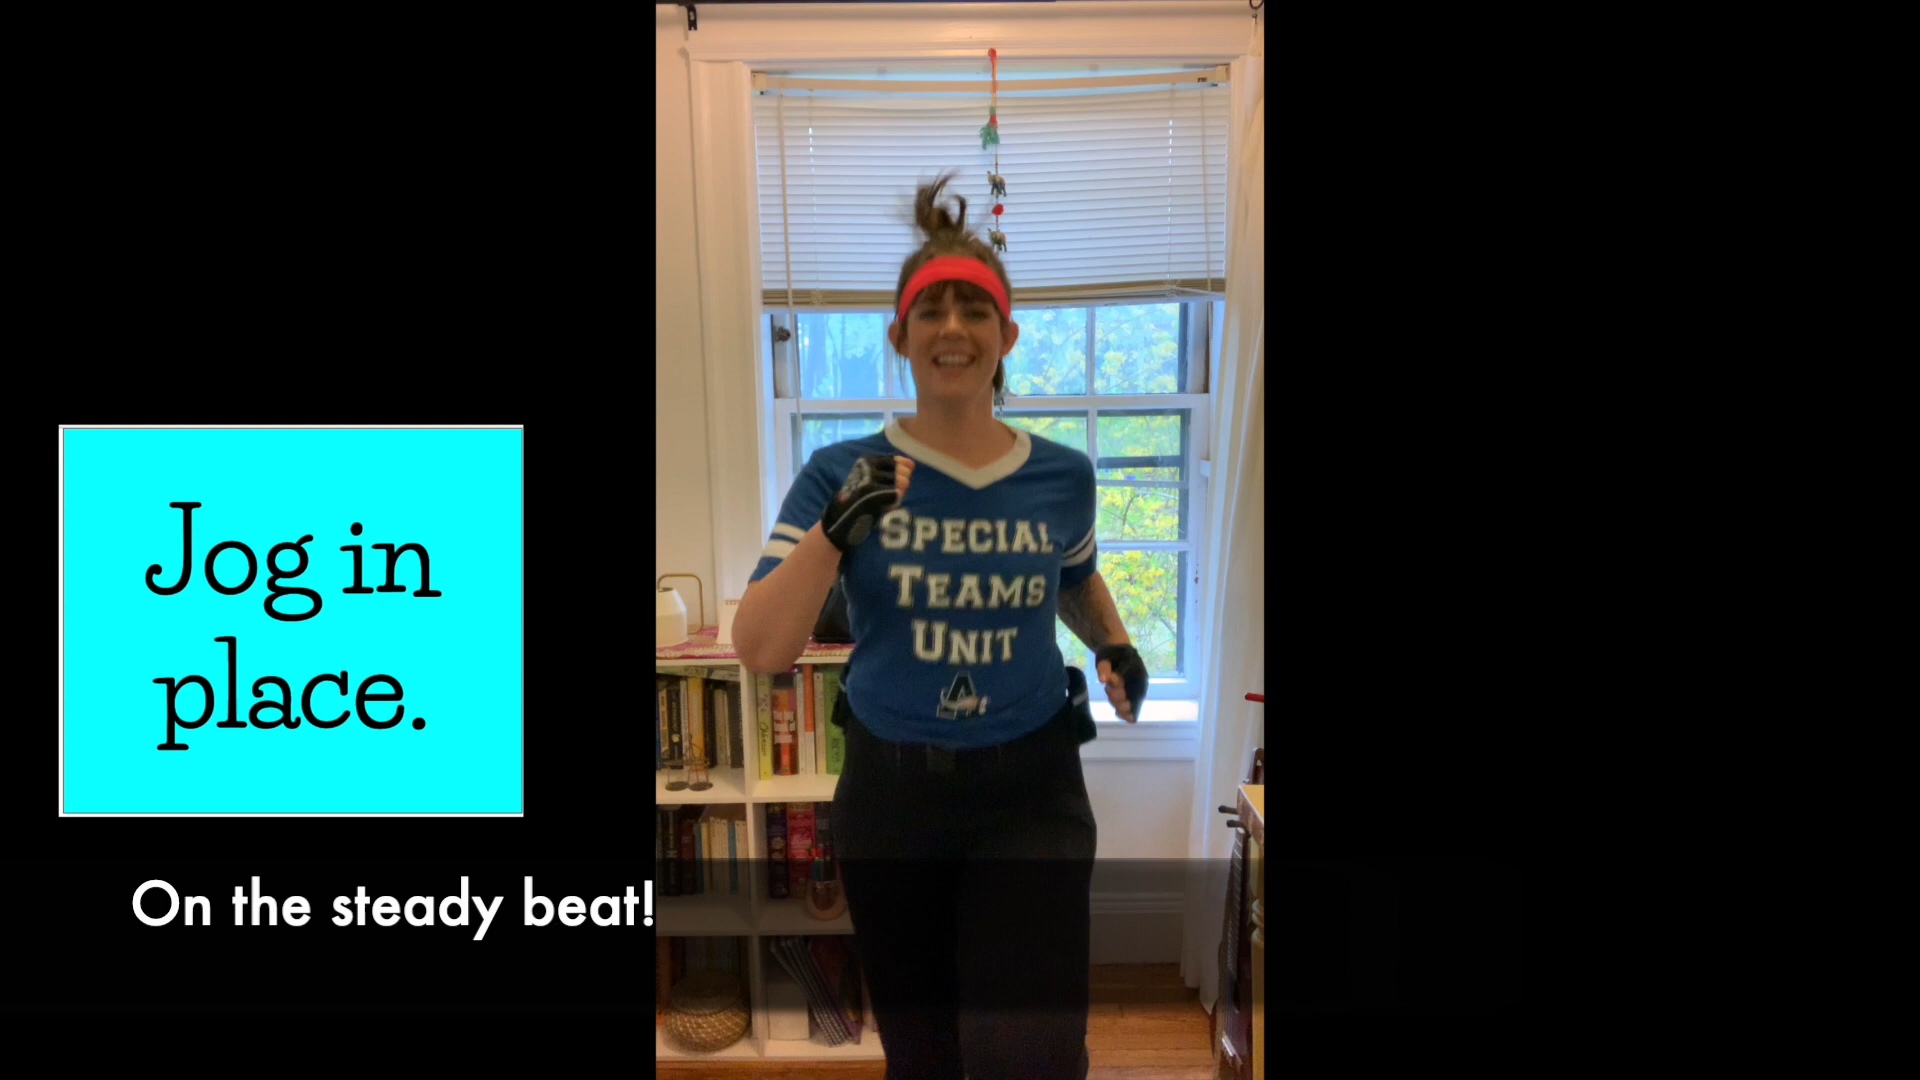 Jog in
place.
SPECIAL
TEAMS
UNIT
A
On the steady beat!